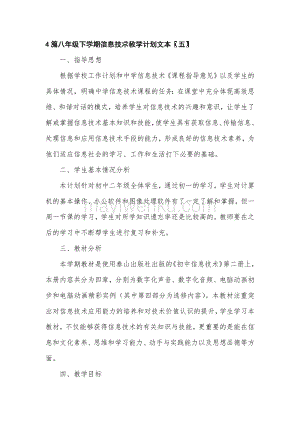 4篇八年级下学期信息技术教学计划文本〖五〗
一、指导思想
根据学校工作计划和中学信息技术《课程指导意见》以及学生的
具体情况，明确中学信息技术课程的任务；在课堂中充分体现新思维
和信息化的模式，培养学生对信息技术的兴趣和意识，让学生了解
或掌握信息技术基本知识和技能，使学生具有获取信息、传输信息、
处理信息和应用信息技术手段的能力，形成良好的信息技术素养，为
他们适应信息社会的学习、工作和生活打下必要的基础。
二、学生基本情况分析
本计划针对初中二年级全体学生，通过初一的学习，学生对计算
机的基本操作、办公软件和图像处理软件有了一定了解和掌握。但一
周一节课的学习，而学生对所学知识遗忘率还是比较高的。教师要在之后的
学习中不断帮学生进行复习和补充。
三、教材分析
本学期教材是使用泰山出版社出版的《初中信息技术》第二册上，
本册内容共分为四章，分别为数字化声音、数字化音频、电脑动画初
步和电脑动画精彩实例（其中第四部分为选修内容）。本教材注重突
出对信息技术应用能力的培养和对技术价值认识的提升，学生学习本
教材，不仅能够获得信息技术的有关知识与技能，更重要的是能在信
息和文化素养、思维和学习能力、动手与实践能力以及思想品德等方
面。
四、教学目标